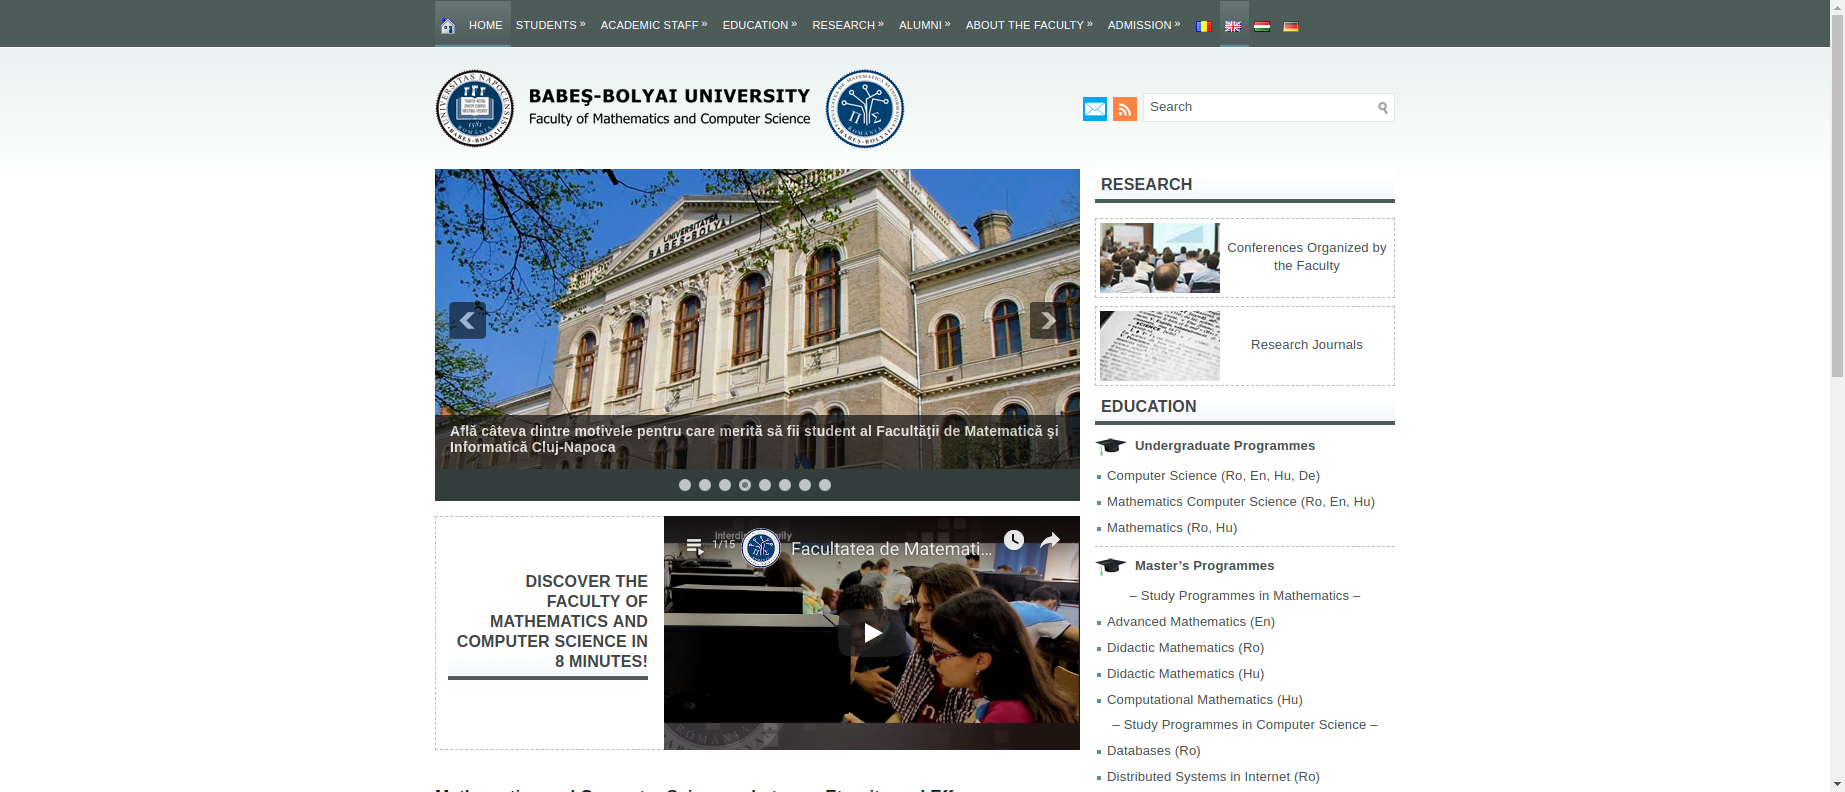 HOME STUDENTS » ACADEMIC STAFF » EDUCATION » RESEARCH » ALUMNI » ABOUT THE FACULTY » ADMISSION »
BABEŞ-BOLYAI UNIVERSITY
Faculty of Mathematics and Computer Science
Search
UNIVERSITATEA
BABEŞ-BOLYAI
Află câteva dintre motivele pentru care merită să fii student al Facultăţii de Matematică şi
Informatică Cluj-Napoca
DISCOVER THE
FACULTY OF
MATHEMATICS AND
COMPUTER SCIENCE IN
8 MINUTES!
1/15
Facultatea de Matemati...
RESEARCH
Conferences Organized by
the Faculty
Research Journals
EDUCATION
Undergraduate Programmes
Computer Science (Ro, En, Hu, De)
Mathematics Computer Science (Ro, En, Hu)
Mathematics (Ro, Hu)
Master’s Programmes
– Study Programmes in Mathematics –
Advanced Mathematics (En)
Didactic Mathematics (Ro)
Didactic Mathematics (Hu)
Computational Mathematics (Hu)
– Study Programmes in Computer Science –
Databases (Ro)
Distributed Systems in Internet (Ro)